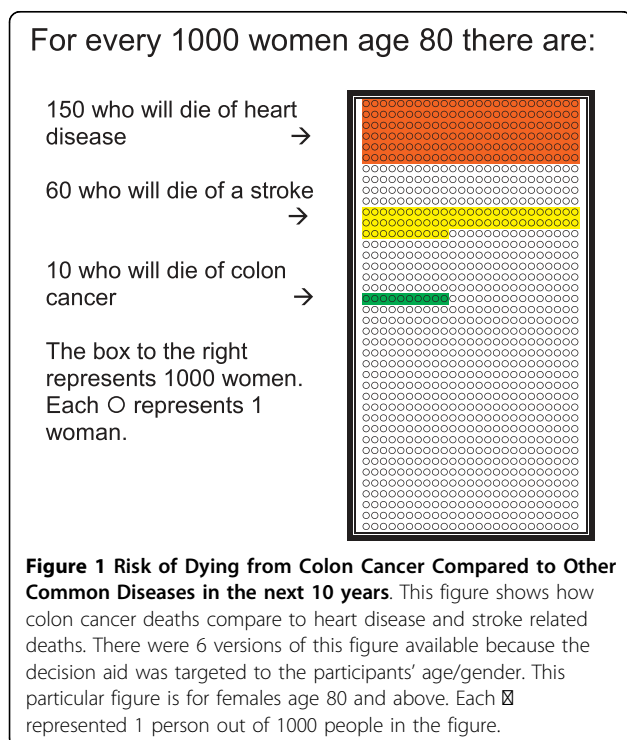 For every 1000 women age 80 there are:
150 who will die of heart
disease →
60 who will die of a stroke
→
10 who will die of colon
cancer →
The box to the right
represents 1000 women.
Each ○ represents 1
woman.
Figure 1 Risk of Dying from Colon Cancer Compared to Other
Common Diseases in the next 10 years. This figure shows how
colon cancer deaths compare to heart disease and stroke related
deaths. There were 6 versions of this figure available because the
decision aid was targeted to the participants' age/gender. This
particular figure is for females age 80 and above. Each ☒
represented 1 person out of 1000 people in the figure.